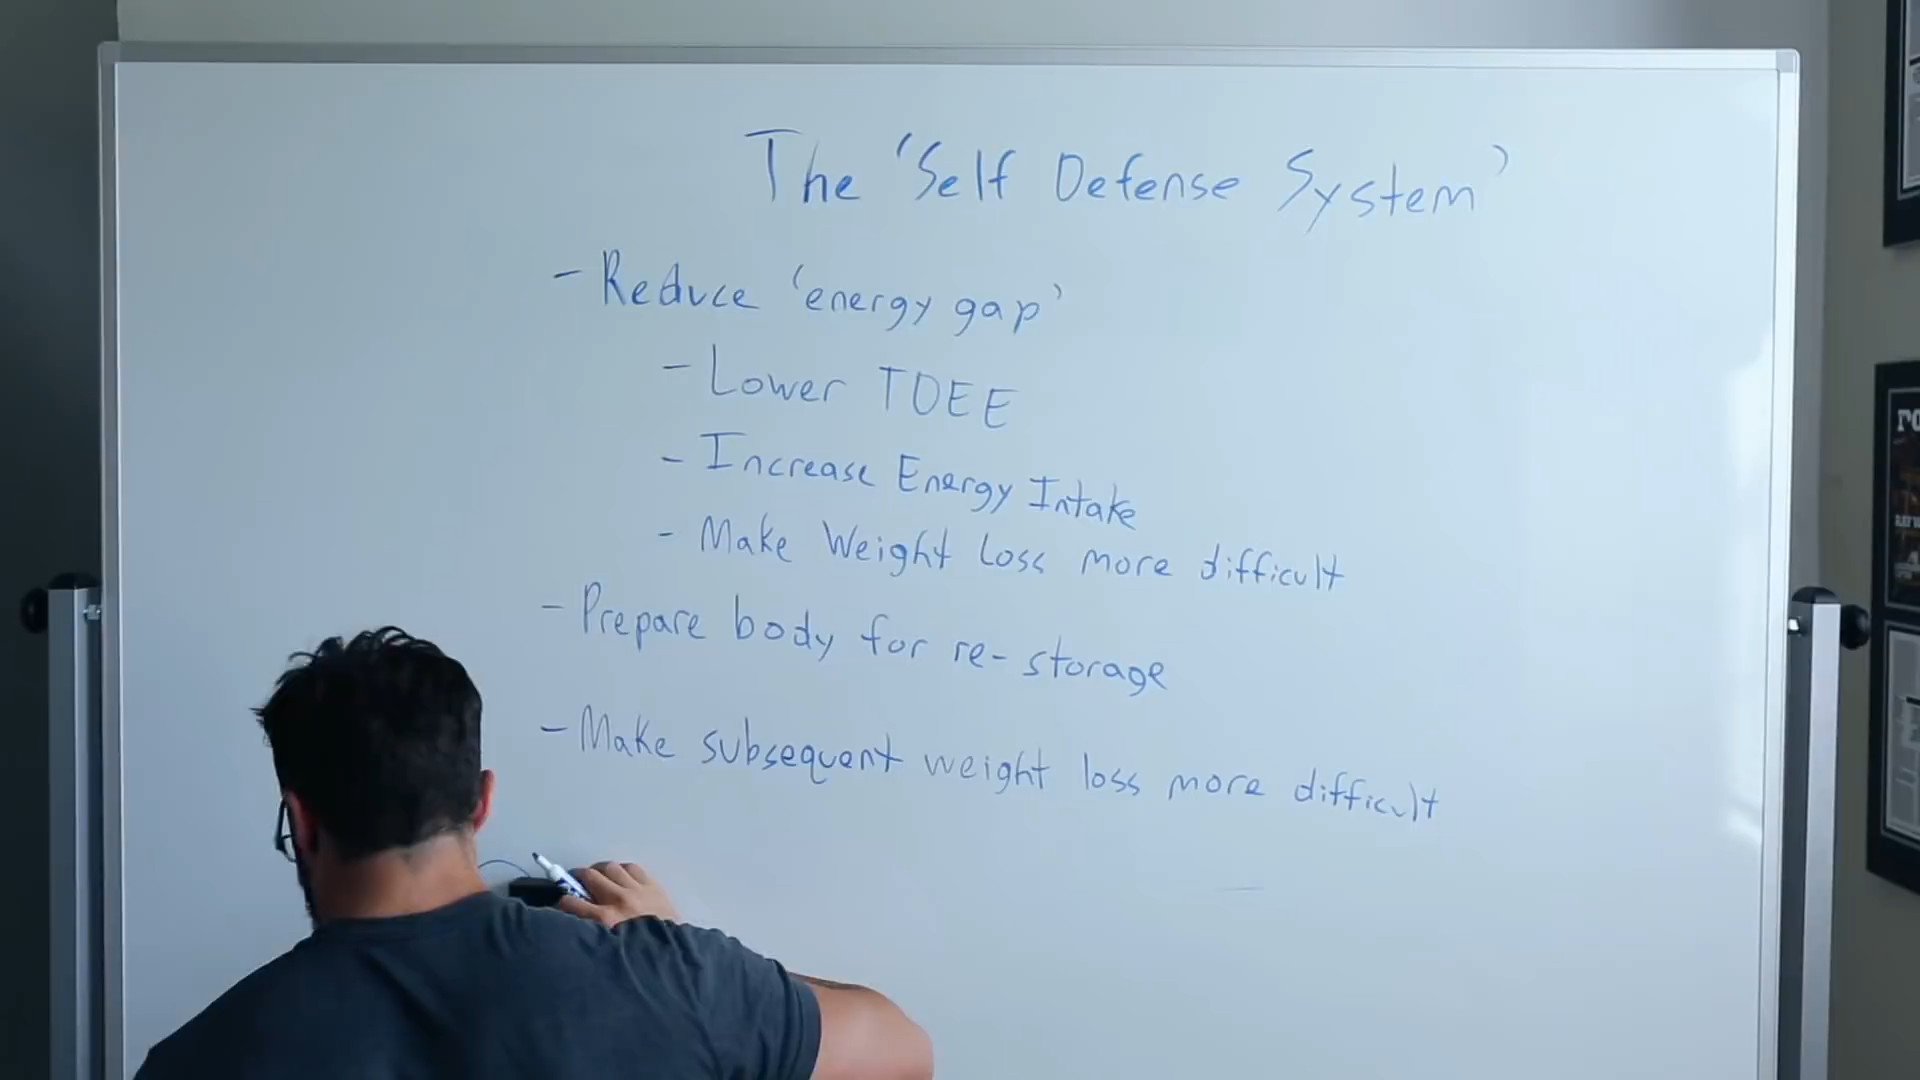 The 'Self Defense System'
- Reduce 'energy gap'
- Lower TDEE
- Increase Energy Intake
- Make Weight Loss more difficult
- Prepare body for re-storage
- Make subsequent weight loss more difficult